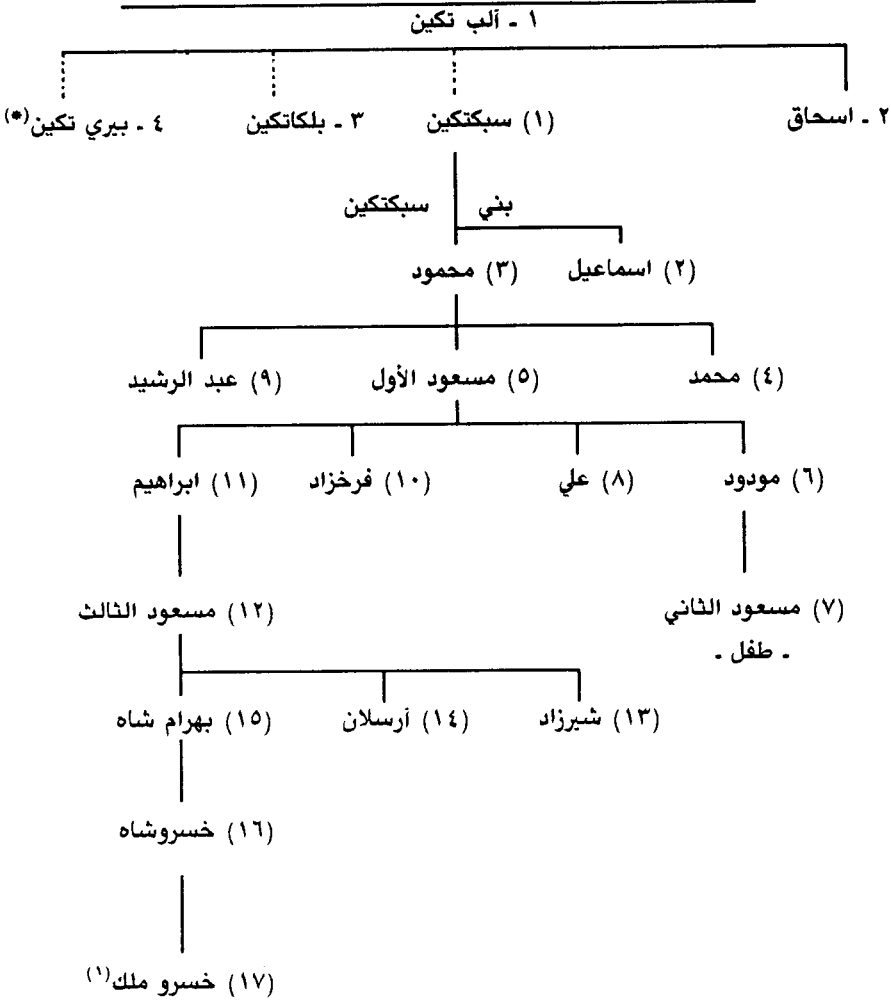 ١ ـ ألب تكين
٢ ـ اسحاق (١) سبكتكين ٣ ـ بلكاتكين ٤ ـ بيري تكين(*)
بني سبكتكين
(٢) اسماعيل (٣) محمود
(٤) محمد (٥) مسعود الأول (٩) عبد الرشيد
(٦) مودود (٨) علي (١٠) فرخزاد (١١) ابراهيم
(٧) مسعود الثاني (١٢) مسعود الثالث
ـ طفل ـ
(١٣) شيرزاد (١٤) أرسلان (١٥) بهرام شاه
(١٦) خسروشاه
(١٧) خسرو ملك(١)